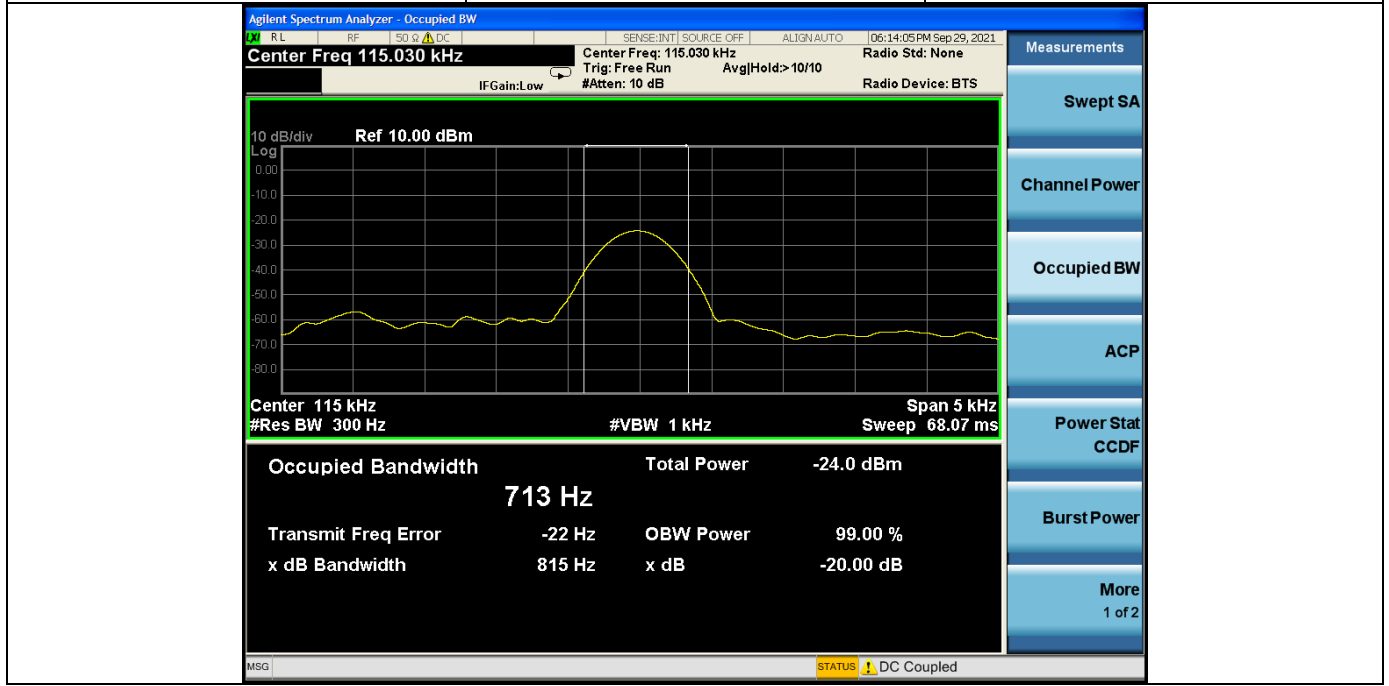 Agilent Spectrum Analyzer - Occupied BW
LXI RL RF 50 Ω ⚠ DC SENSE:INT SOURCE OFF ALIGN AUTO 06:14:05 PM Sep 29, 2021
Center Freq 115.030 kHz
Center Freq: 115.030 kHz
Radio Std: None
Trig: Free Run Avg|Hold:>10/10
IFGain:Low #Atten: 10 dB Radio Device: BTS
10 dB/div Ref 10.00 dBm
Log
0.00
-10.0
-20.0
-30.0
-40.0
-50.0
-60.0
-70.0
-80.0
Center 115 kHz Span 5 kHz
#Res BW 300 Hz #VBW 1 kHz Sweep 68.07 ms
Occupied Bandwidth Total Power -24.0 dBm
713 Hz
Transmit Freq Error -22 Hz OBW Power 99.00 %
x dB Bandwidth 815 Hz x dB -20.00 dB
Measurements
Swept SA
Channel Power
Occupied BW
ACP
Power Stat
CCDF
Burst Power
More
1 of 2
MSG STATUS ⚠ DC Coupled